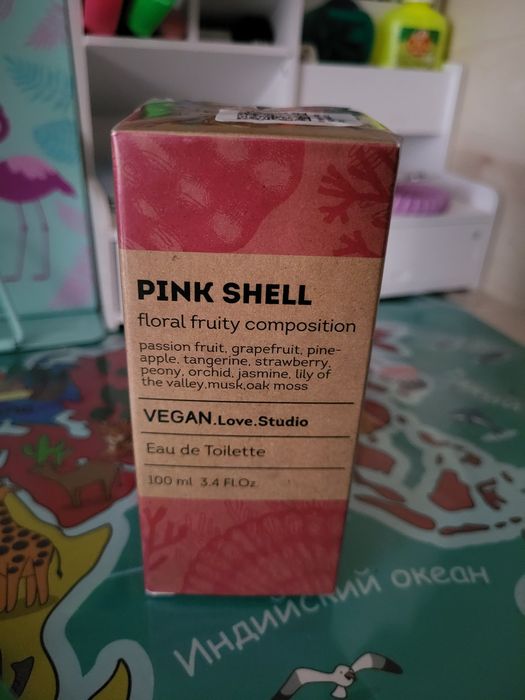 PINK SHELL
floral fruity composition
passion fruit, grapefruit, pine-
apple, tangerine, strawberry,
peony, orchid, jasmine, lily of
the valley,musk,oak moss
VEGAN.Love.Studio
Eau de Toilette
100 ml 3.4 Fl.Oz.
Индийский океан